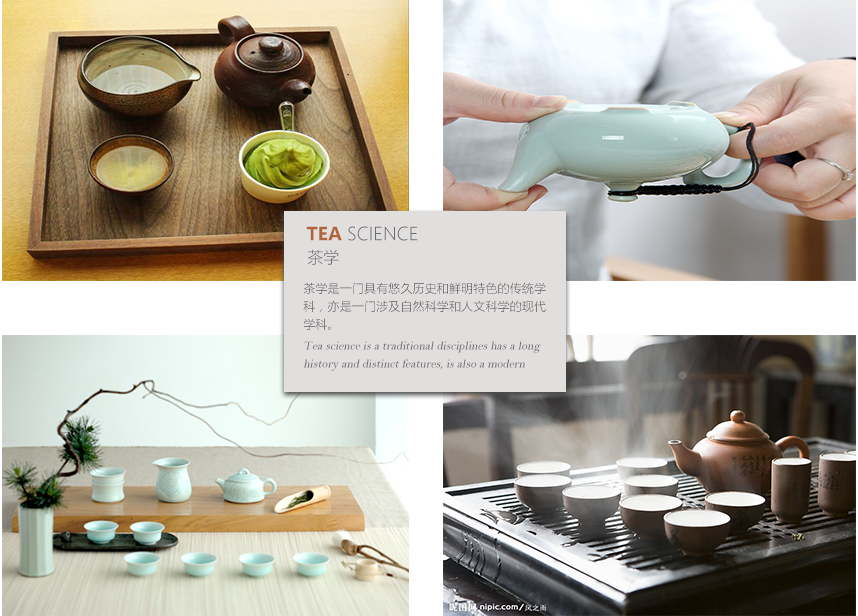 TEA SCIENCE
茶学
茶学是一门具有悠久历史和鲜明特色的传统学
科，亦是一门涉及自然科学和人文科学的现代
学科。
Tea science is a traditional disciplines has a long
history and distinct features, is also a modern
昵图网 nipic.com/风之雨